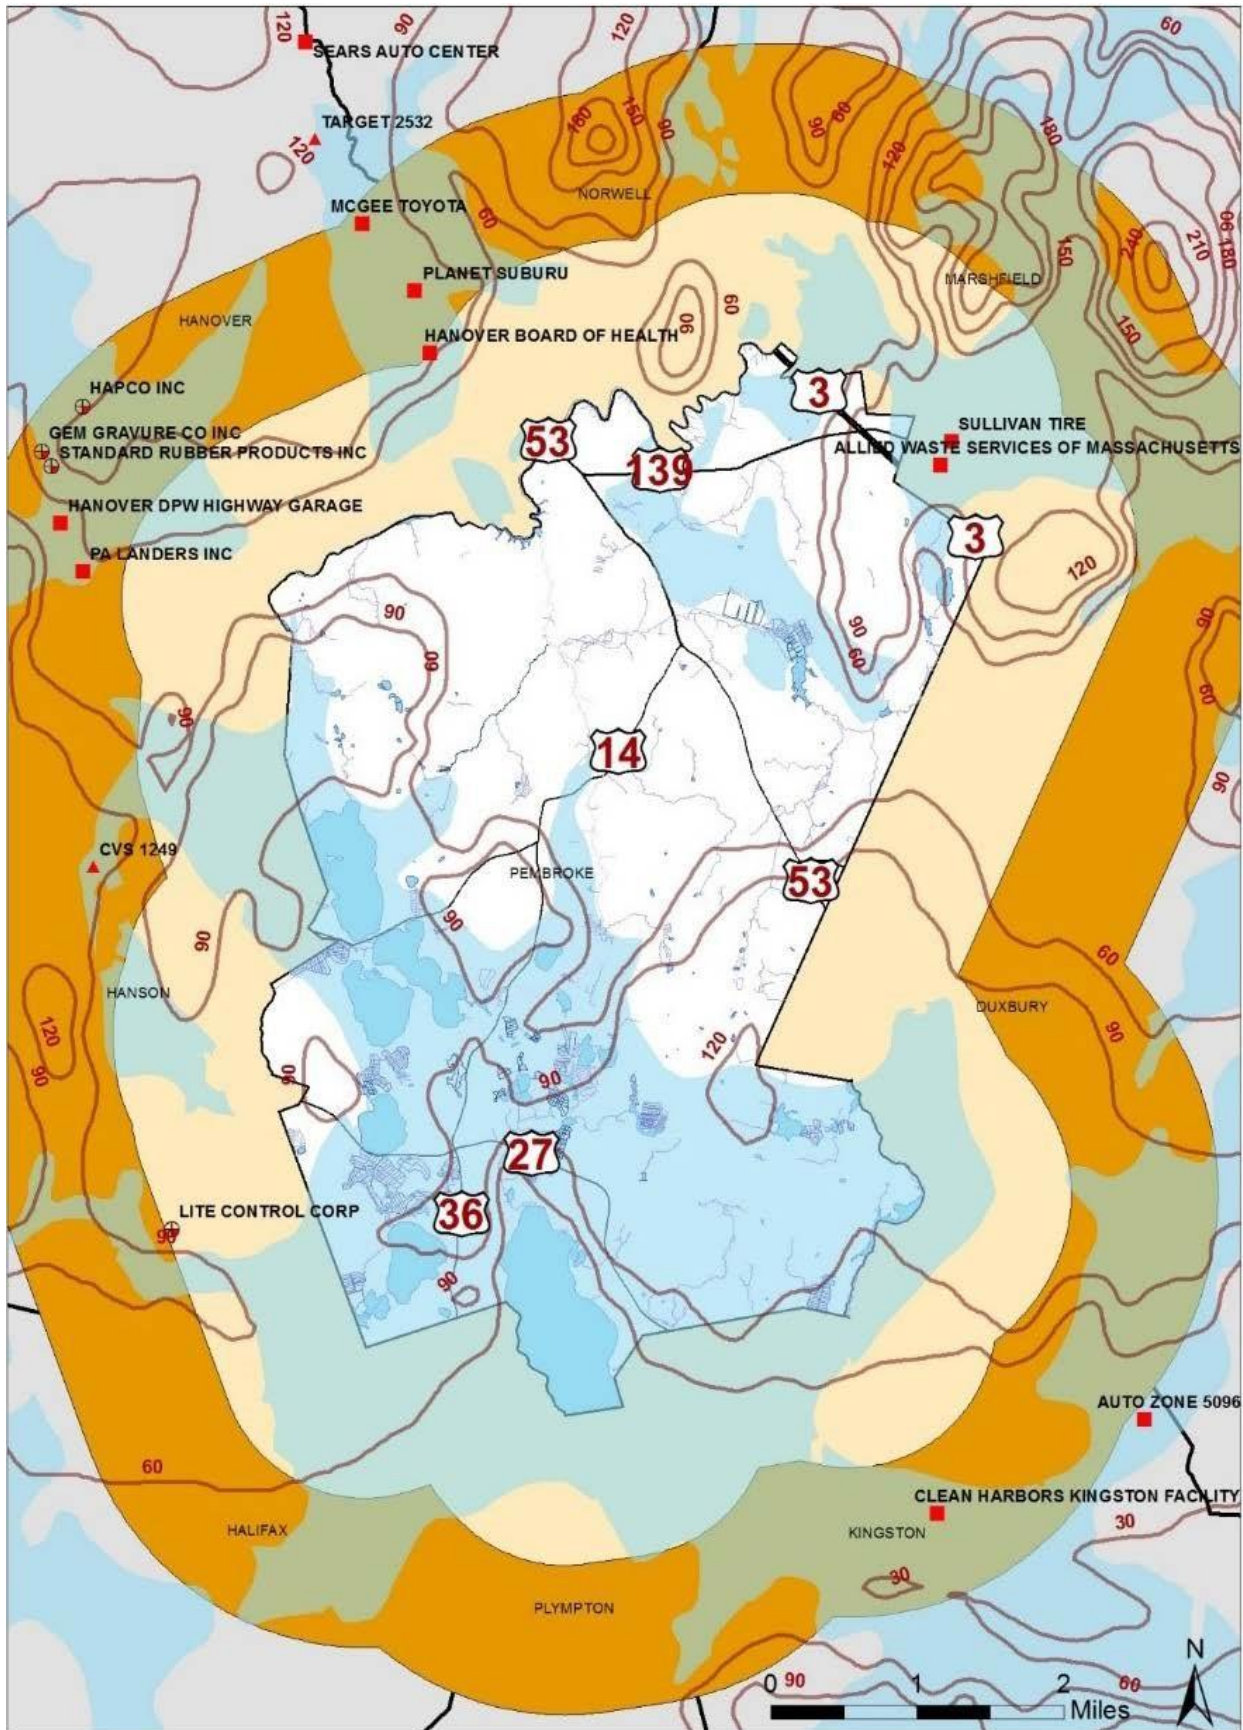 120
90
120
60
SEARS AUTO CENTER
TARGET 2532
120
180
150
90
90
60
120
180
NORWELL
MCGEE TOYOTA
60
90
180
210
240
150
PLANET SUBURU
MARSHFIELD
60
90
HANOVER
150
HANOVER BOARD OF HEALTH
HAPCO INC
3
GEM GRAVURE CO INC
53
SULLIVAN TIRE
STANDARD RUBBER PRODUCTS INC
139
ALLIED WASTE SERVICES OF MASSACHUSETTS
HANOVER DPW HIGHWAY GARAGE
3
PA LANDERS INC
120
90
90
90
60
60
60
90
14
90
CVS 1249
PEMBROKE
53
90
90
60
HANSON
DUXBURY
120
90
120
90
90
90
27
LITE CONTROL CORP
36
90
90
AUTO ZONE 5096
60
CLEAN HARBORS KINGSTON FACILITY
HALIFAX
KINGSTON
30
30
PLYMPTON
N
0 90 1 2 60
Miles